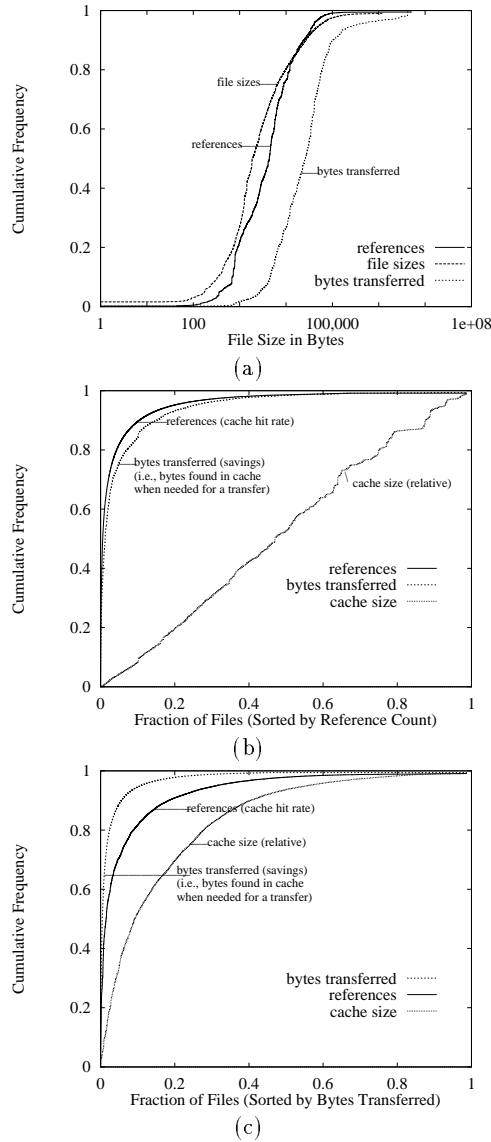 1
0.8
0.6
0.4
0.2
0
Cumulative Frequency
file sizes
references
bytes transferred
references
file sizes
bytes transferred
1 100 100,000 1e+08
File Size in Bytes
(a)
1
0.8
0.6
0.4
0.2
0
Cumulative Frequency
references (cache hit rate)
bytes transferred (savings)
(i.e., bytes found in cache
when needed for a transfer)
cache size (relative)
references
bytes transferred
cache size
0 0.2 0.4 0.6 0.8 1
Fraction of Files (Sorted by Reference Count)
(b)
1
0.8
0.6
0.4
0.2
0
Cumulative Frequency
references (cache hit rate)
cache size (relative)
bytes transferred (savings)
(i.e., bytes found in cache
when needed for a transfer)
bytes transferred
references
cache size
0 0.2 0.4 0.6 0.8 1
Fraction of Files (Sorted by Bytes Transferred)
(c)